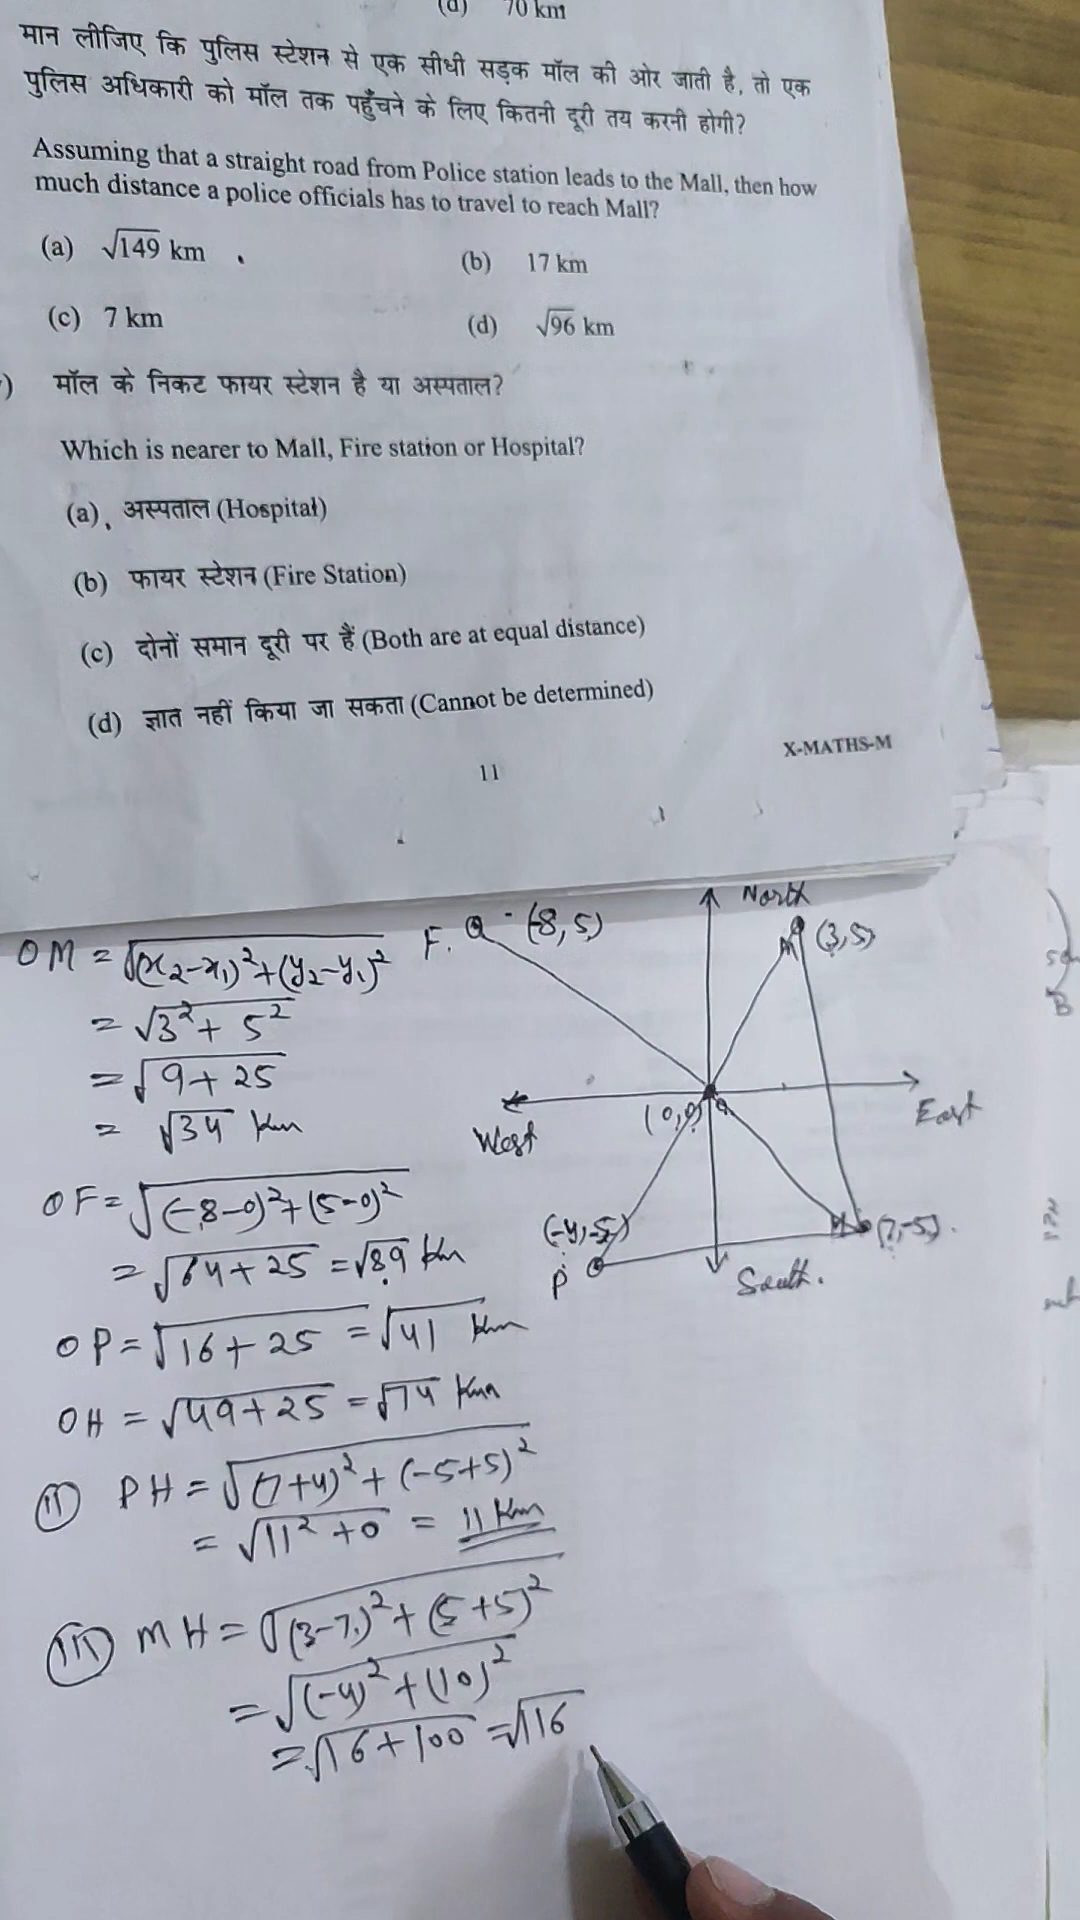 (d) 70 km
मान लीजिए कि पुलिस स्टेशन से एक सीधी सड़क मॉल की ओर जाती है, तो एक
पुलिस अधिकारी को मॉल तक पहुँचने के लिए कितनी दूरी तय करनी होगी?
Assuming that a straight road from Police station leads to the Mall, then how
much distance a police officials has to travel to reach Mall?
(a) √149 km
(b) 17 km
(c) 7 km
(d) √96 km
) मॉल के निकट फायर स्टेशन है या अस्पताल?
Which is nearer to Mall, Fire station or Hospital?
(a) अस्पताल (Hospital)
(b) फायर स्टेशन (Fire Station)
(c) दोनों समान दूरी पर हैं (Both are at equal distance)
(d) ज्ञात नहीं किया जा सकता (Cannot be determined)
X-MATHS-M
11
OM = √(x₂-x₁)²+(y₂-y₁)²
= √3²+ 5²
= √9+ 25
= √34 km
OF = √(-8-0)²+(5-0)²
= √64+25 = √89 km
OP = √16+25 = √41 km
OH = √49+25 = √74 km
(ii) PH = √(7+4)²+(-5+5)²
= √11²+0 = 11 km
(iii) MH = √(3-7)²+(5+5)²
= √(-4)²+(10)²
= √16+100 = √116
North
F. (-8, 5)
M (3,5)
(0,0)
West
East
(-4,-5)
P
H (7,-5).
South.